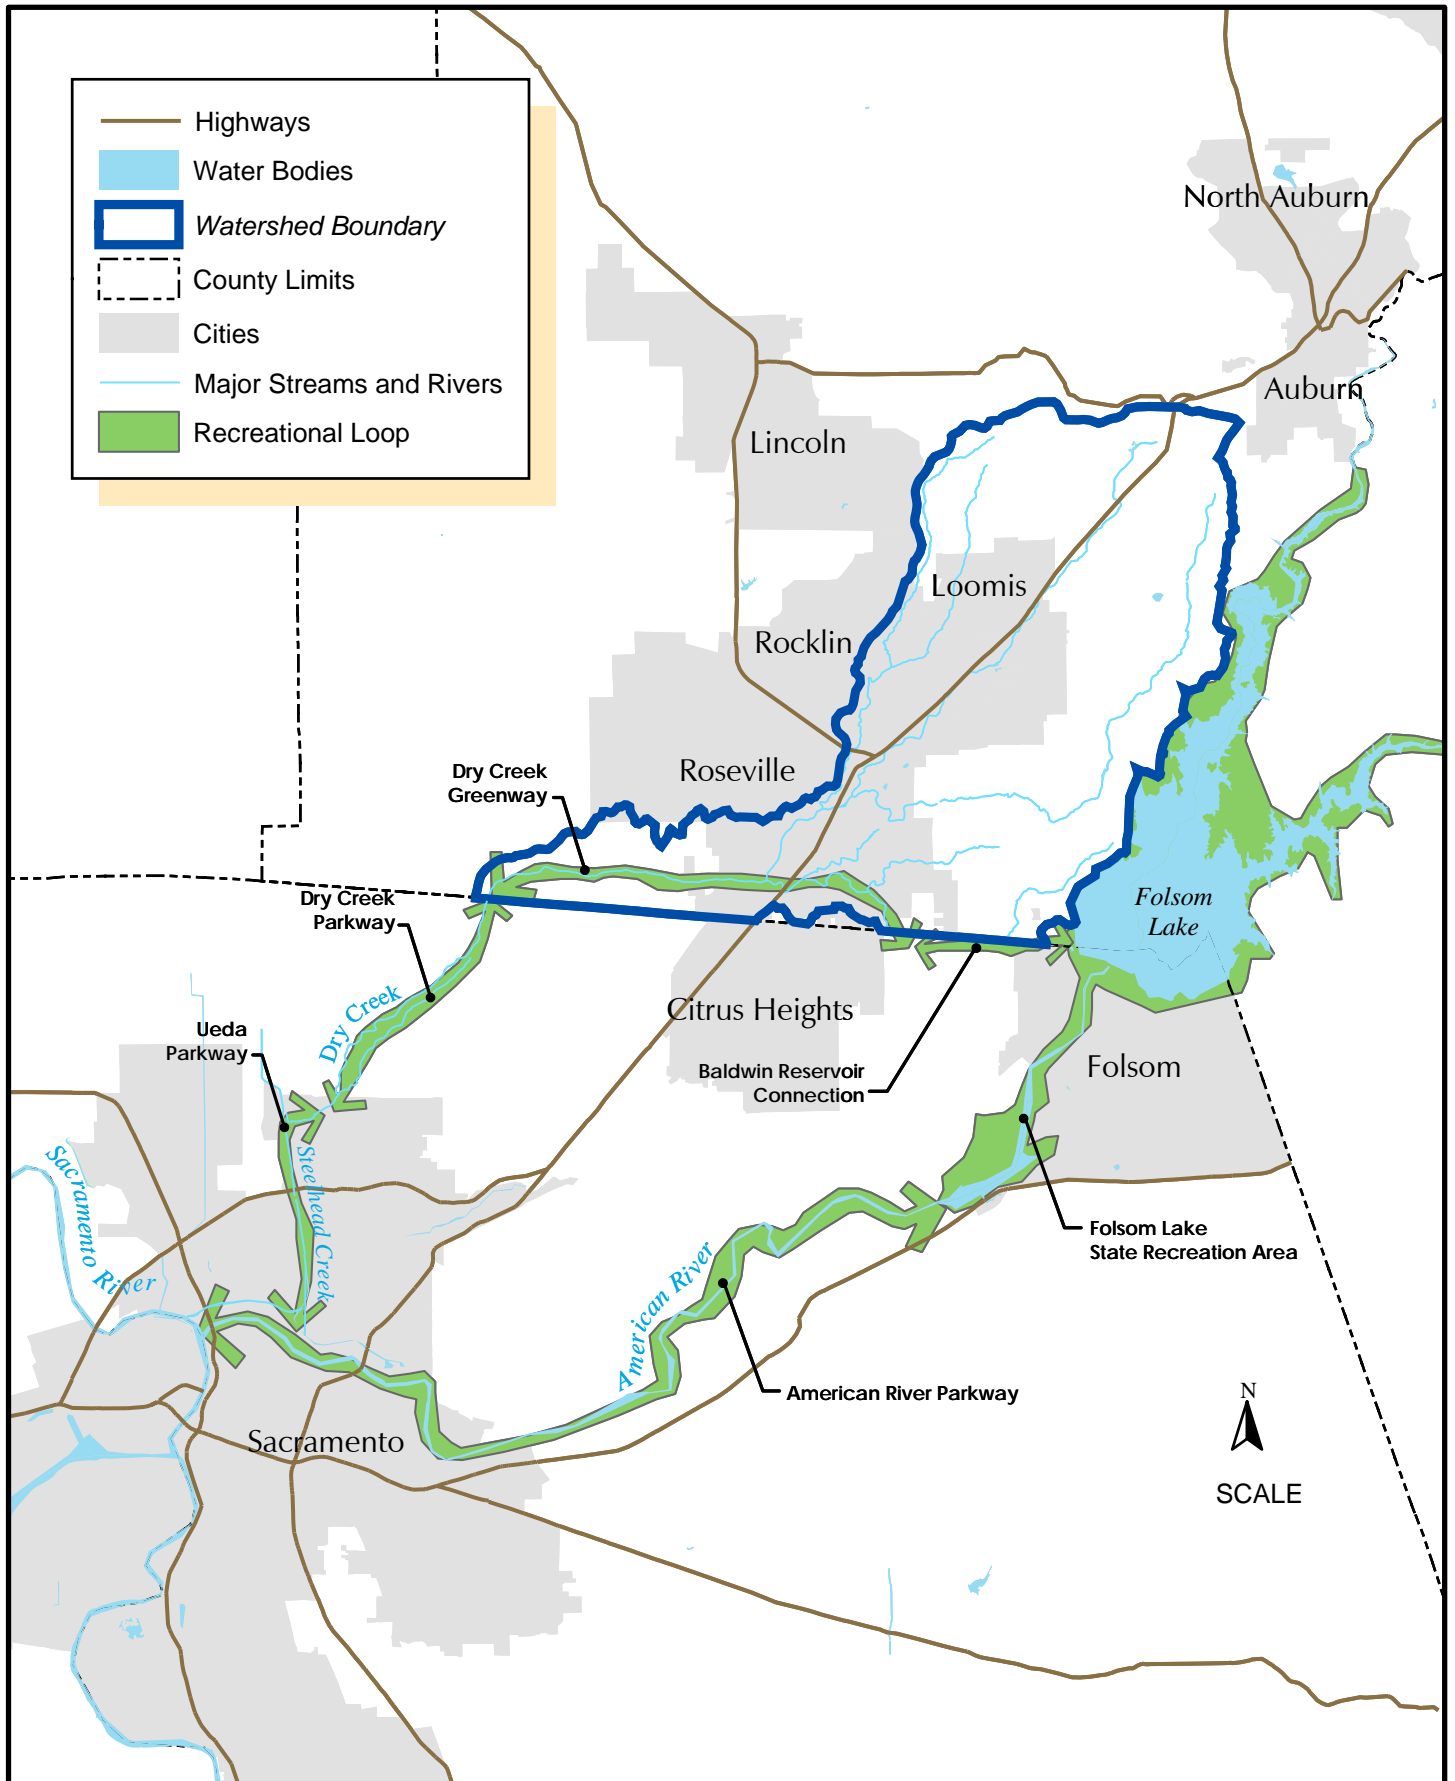 Highways
Water Bodies
Watershed Boundary
County Limits
Cities
Major Streams and Rivers
Recreational Loop
North Auburn
Auburn
Lincoln
Loomis
Rocklin
Roseville
Dry Creek
Greenway
Dry Creek
Parkway
Folsom
Lake
Dry Creek
Citrus Heights
Ueda
Parkway
Baldwin Reservoir
Connection
Folsom
Sacramento River
Steelhead Creek
Folsom Lake
State Recreation Area
American River
American River Parkway
N
Sacramento
SCALE